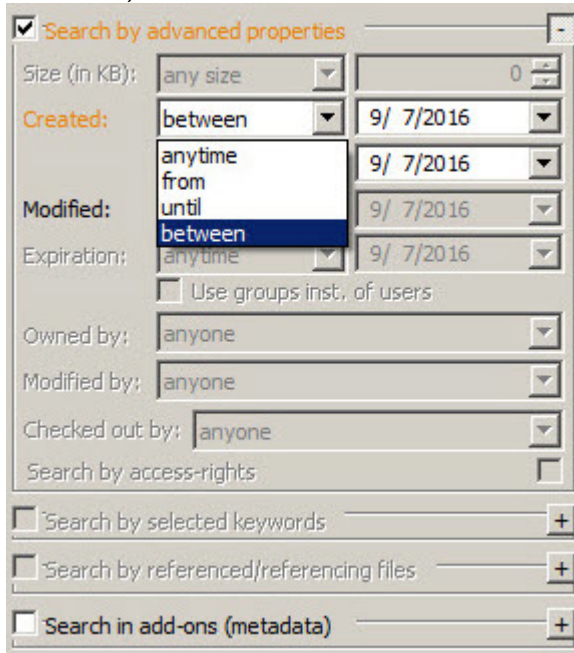 Search by advanced properties -
Size (in KB): any size 0
Created: between 9/ 7/2016
anytime 9/ 7/2016
from
until
Modified: 9/ 7/2016
between
Expiration: anytime 9/ 7/2016
Use groups inst. of users
Owned by: anyone
Modified by: anyone
Checked out by: anyone
Search by access-rights
Search by selected keywords +
Search by referenced/referencing files +
Search in add-ons (metadata) +